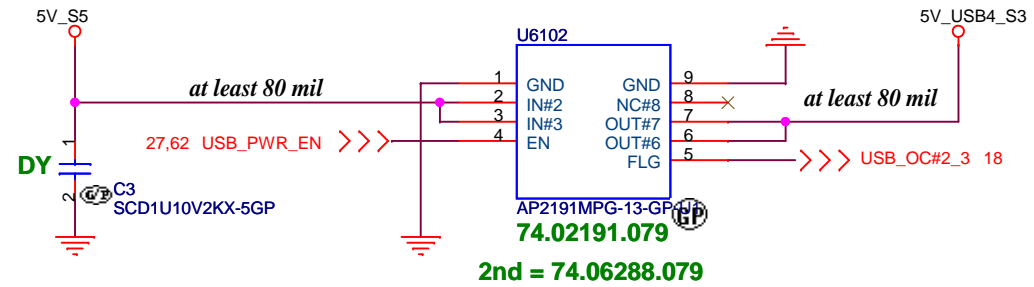 5V_S5
5V_USB4_S3
U6102
at least 80 mil
at least 80 mil
1 GND GND 9
2 IN#2 NC#8 8
3 IN#3 OUT#7 7
4 EN OUT#6 6
FLG 5
27,62 USB_PWR_EN
USB_OC#2_3 18
1
DY
2
G/P
C3
SCD1U10V2KX-5GP
AP2191MPG-13-GP-U1
GP
74.02191.079
2nd = 74.06288.079